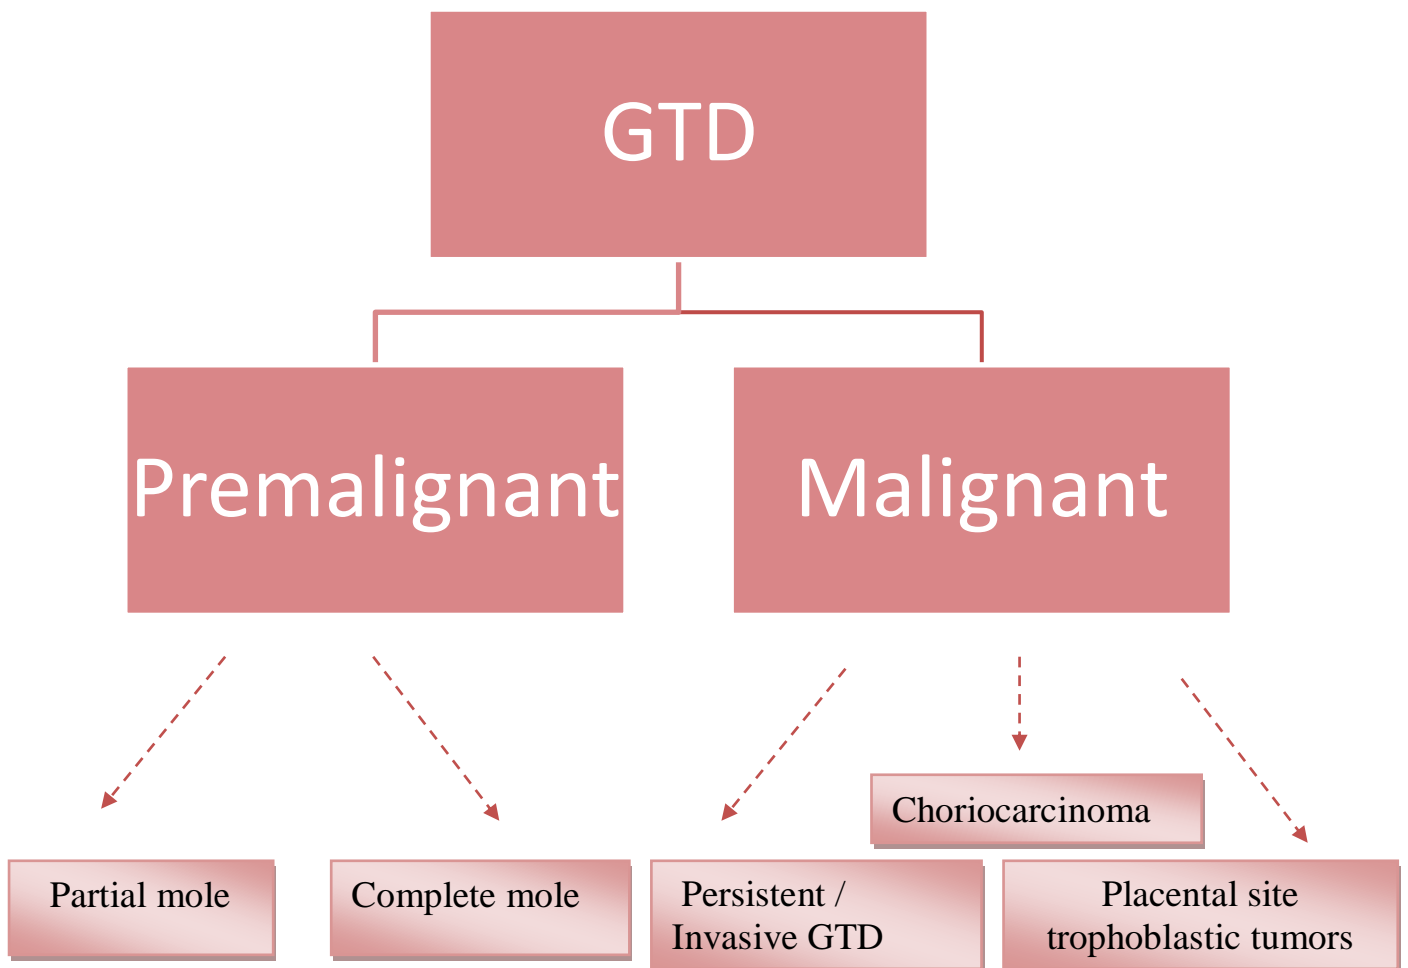 GTD
Premalignant
Malignant
Choriocarcinoma
Partial mole
Complete mole
Persistent /
Invasive GTD
Placental site
trophoblastic tumors